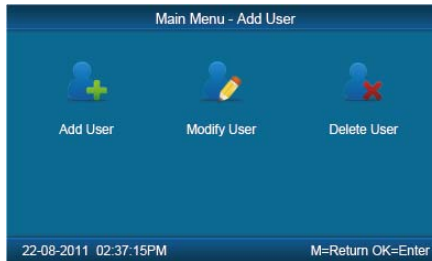 Main Menu - Add User
Add User Modify User Delete User
22-08-2011 02:37:15PM M=Return OK=Enter